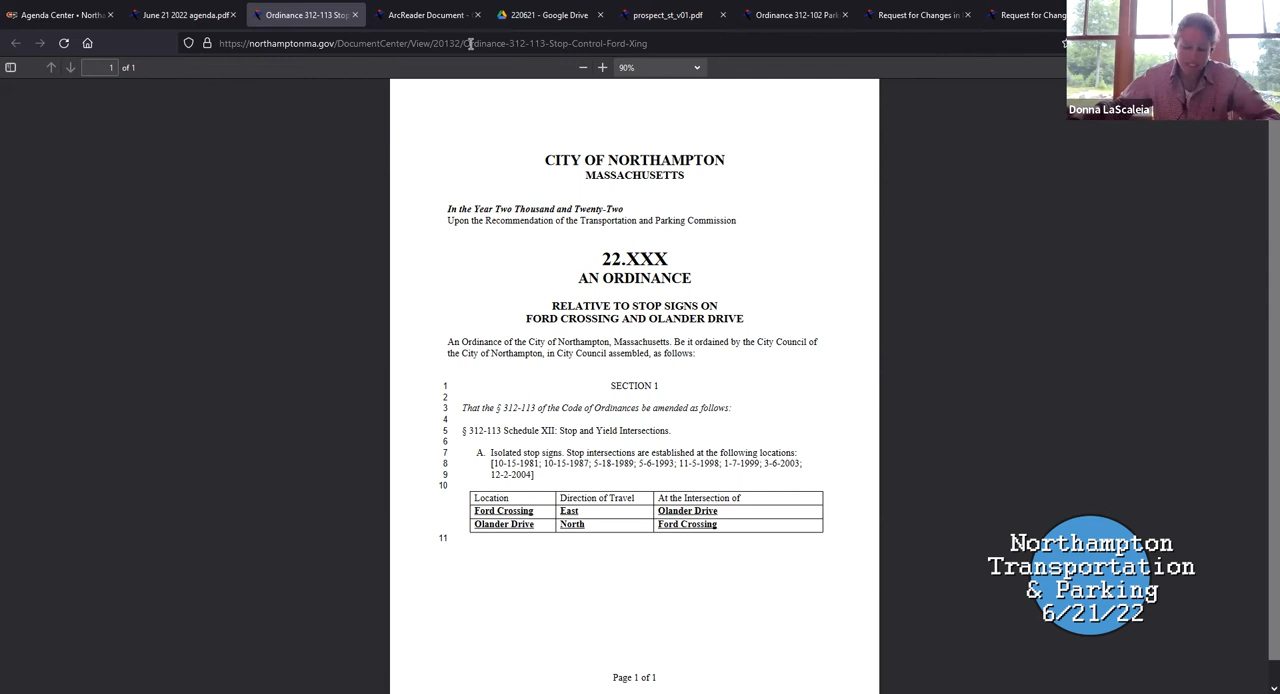 Agenda Center • North
June 21 2022 agenda.pdf
Ordinance 312-113 Stop
ArcReader Document -
220621 - Google Drive
prospect_st_v01.pdf
Ordinance 312-102 Park
Request for Changes in
Request for Chang
https://northamptonma.gov/DocumentCenter/View/20132/Ordinance-312-113-Stop-Control-Ford-Xing
1 of 1
90%
Donna LaScaleia
CITY OF NORTHAMPTON
MASSACHUSETTS
In the Year Two Thousand and Twenty-Two
Upon the Recommendation of the Transportation and Parking Commission
22.XXX
AN ORDINANCE
RELATIVE TO STOP SIGNS ON
FORD CROSSING AND OLANDER DRIVE
An Ordinance of the City of Northampton, Massachusetts. Be it ordained by the City Council of
the City of Northampton, in City Council assembled, as follows:
1 SECTION 1
2
3 That the § 312-113 of the Code of Ordinances be amended as follows:
4
5 § 312-113 Schedule XII: Stop and Yield Intersections.
6
7 A. Isolated stop signs. Stop intersections are established at the following locations:
8 [10-15-1981; 10-15-1987; 5-18-1989; 5-6-1993; 11-5-1998; 1-7-1999; 3-6-2003;
9 12-2-2004]
10
Location Direction of Travel At the Intersection of
Ford Crossing East Olander Drive
Olander Drive North Ford Crossing
11
Page 1 of 1
Northampton
Transportation
& Parking
6/21/22